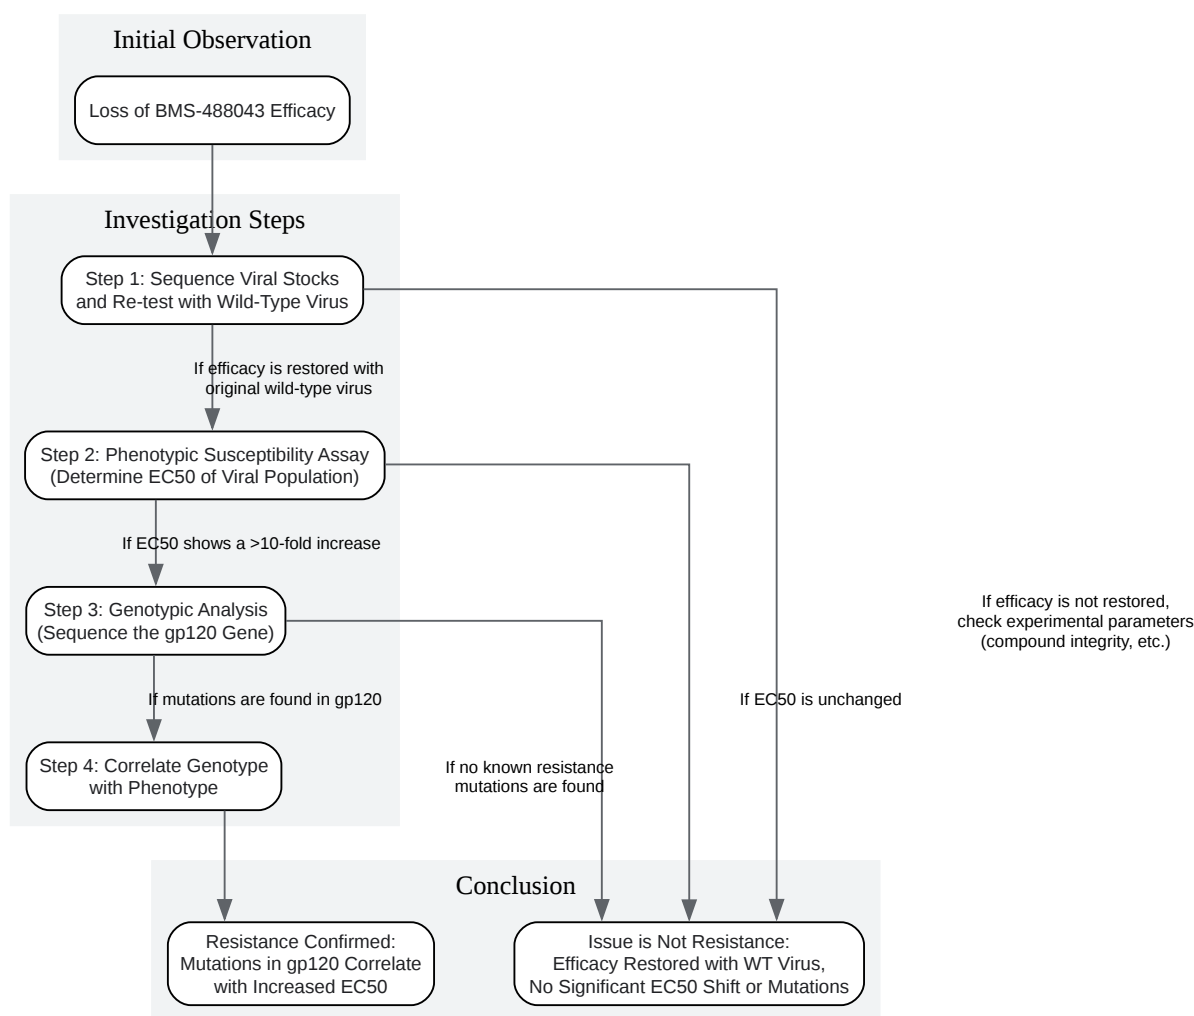 Initial Observation
Loss of BMS-488043 Efficacy
Investigation Steps
Step 1: Sequence Viral Stocks
and Re-test with Wild-Type Virus
If efficacy is restored with
original wild-type virus
Step 2: Phenotypic Susceptibility Assay
(Determine EC50 of Viral Population)
If EC50 shows a >10-fold increase
Step 3: Genotypic Analysis
(Sequence the gp120 Gene)
If efficacy is not restored,
check experimental parameters
(compound integrity, etc.)
If mutations are found in gp120
If EC50 is unchanged
Step 4: Correlate Genotype
with Phenotype
If no known resistance
mutations are found
Conclusion
Resistance Confirmed:
Mutations in gp120 Correlate
with Increased EC50
Issue is Not Resistance:
Efficacy Restored with WT Virus,
No Significant EC50 Shift or Mutations